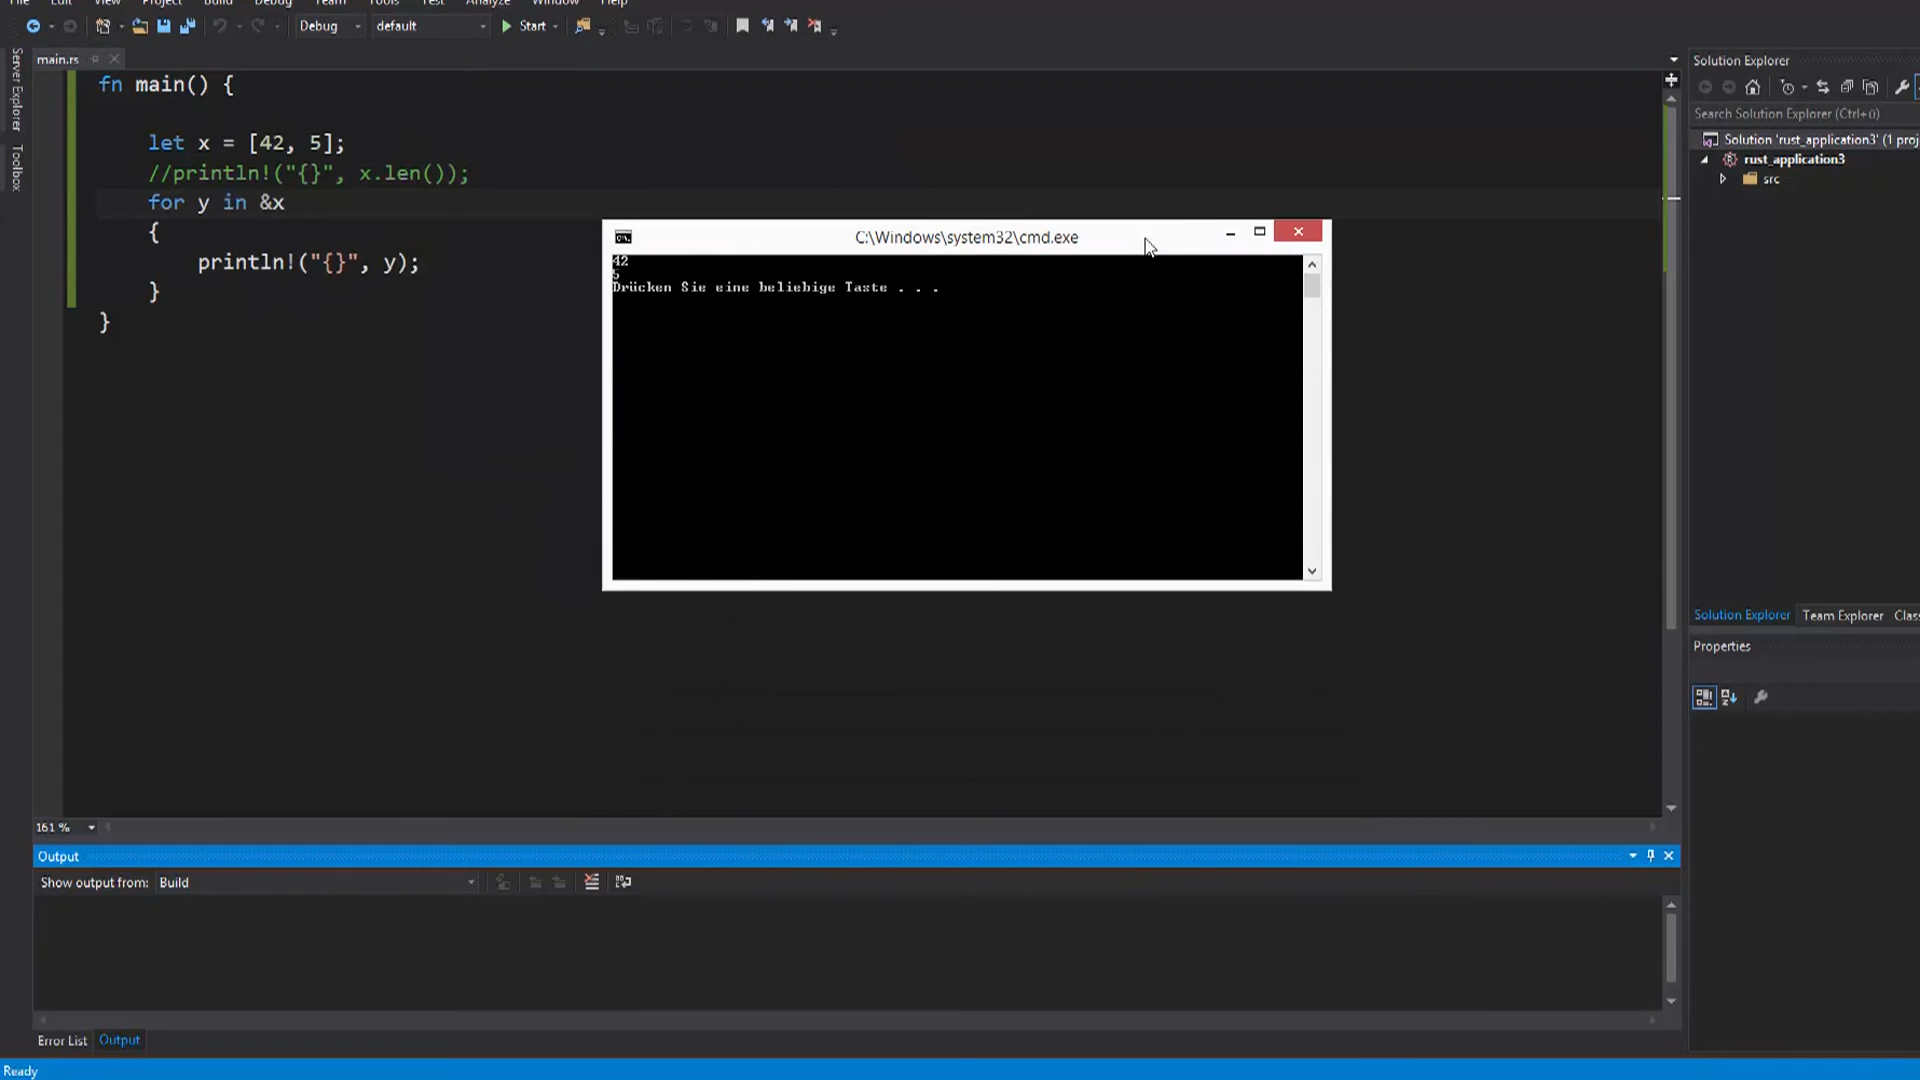 File Edit View Project Build Debug Team Tools Test Analyze Window Help
Debug default Start
Server Explorer
Toolbox
main.rs
fn main() {
let x = [42, 5];
//println!("{}", x.len());
for y in &x
{
println!("{}", y);
}
}
C:\Windows\system32\cmd.exe
42
5
Drücken Sie eine beliebige Taste . . .
Solution Explorer
Search Solution Explorer (Ctrl+ü)
Solution 'rust_application3' (1 proj
rust_application3
src
Solution Explorer Team Explorer Clas
Properties
161 %
Output
Show output from: Build
Error List Output
Ready